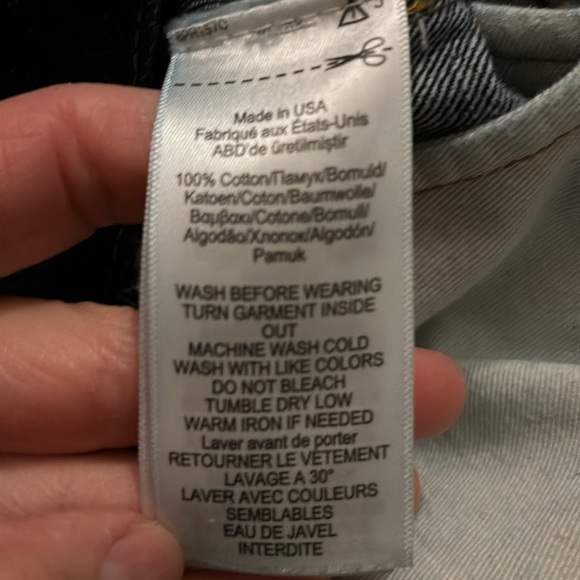 Made in USA
Fabriqué aux États-Unis
ABD'de üretilmiştir
100% Cotton/Памук/Bomuld/
Katoen/Coton/Baumwolle/
Βαμβακι/Cotone/Bomull/
Algodão/Хлопок/Algodón/
Pamuk
WASH BEFORE WEARING
TURN GARMENT INSIDE
OUT
MACHINE WASH COLD
WASH WITH LIKE COLORS
DO NOT BLEACH
TUMBLE DRY LOW
WARM IRON IF NEEDED
Laver avant de porter
RETOURNER LE VÊTEMENT
LAVAGE A 30°
LAVER AVEC COULEURS
SEMBLABLES
EAU DE JAVEL
INTERDITE